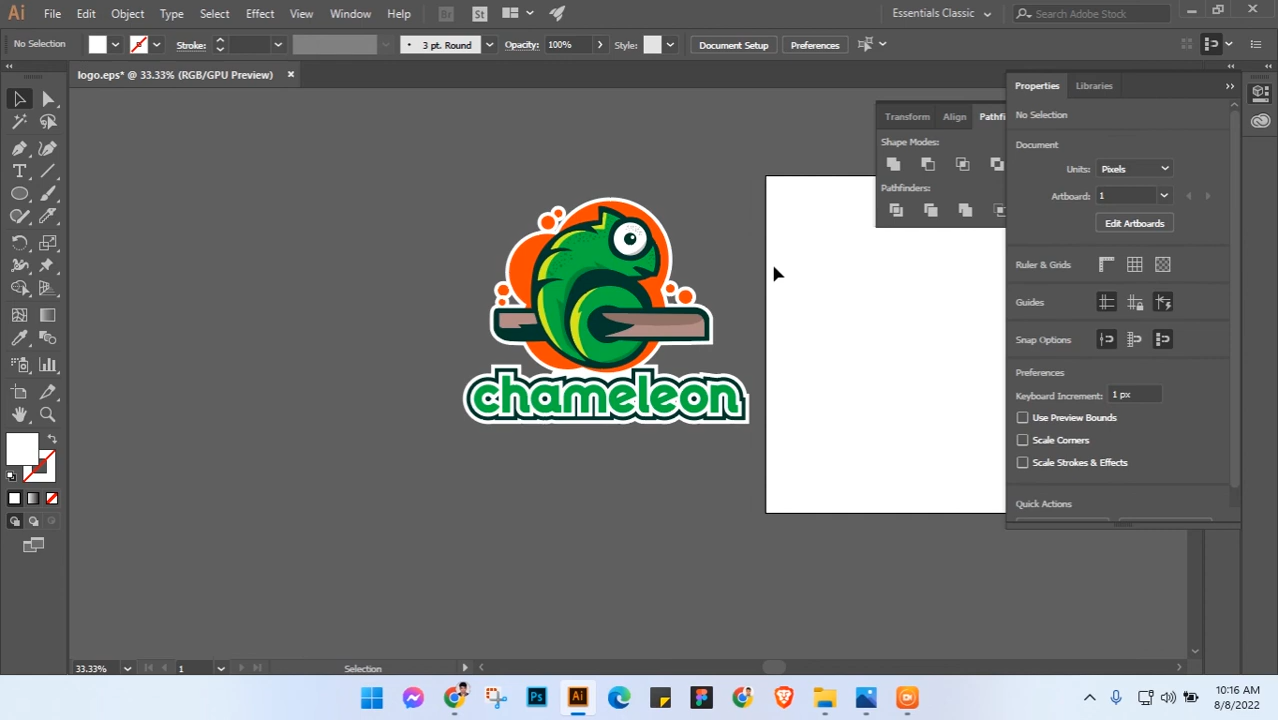 Ai File Edit Object Type Select Effect View Window Help Br St Essentials Classic Search Adobe Stock
No Selection Stroke: 3 pt. Round Opacity: 100% Style: Document Setup Preferences
logo.eps* @ 33.33% (RGB/GPU Preview)
Properties Libraries
No Selection
Transform Align Pathfi
Shape Modes:
Pathfinders:
Document
Units: Pixels
Artboard: 1
Edit Artboards
Ruler & Grids
Guides
Snap Options
Preferences
Keyboard Increment: 1 px
Use Preview Bounds
Scale Corners
Scale Strokes & Effects
Quick Actions
chameleon
33.33% 1 Selection
Ps Ai
10:16 AM
8/8/2022